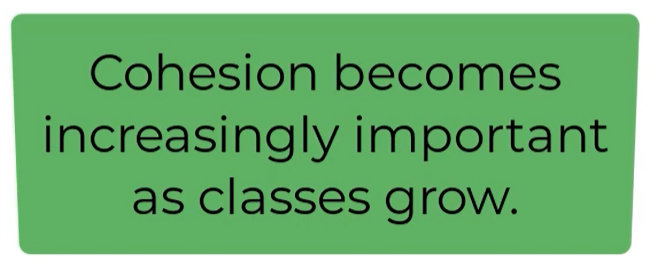 Cohesion becomes
increasingly important
as classes grow.